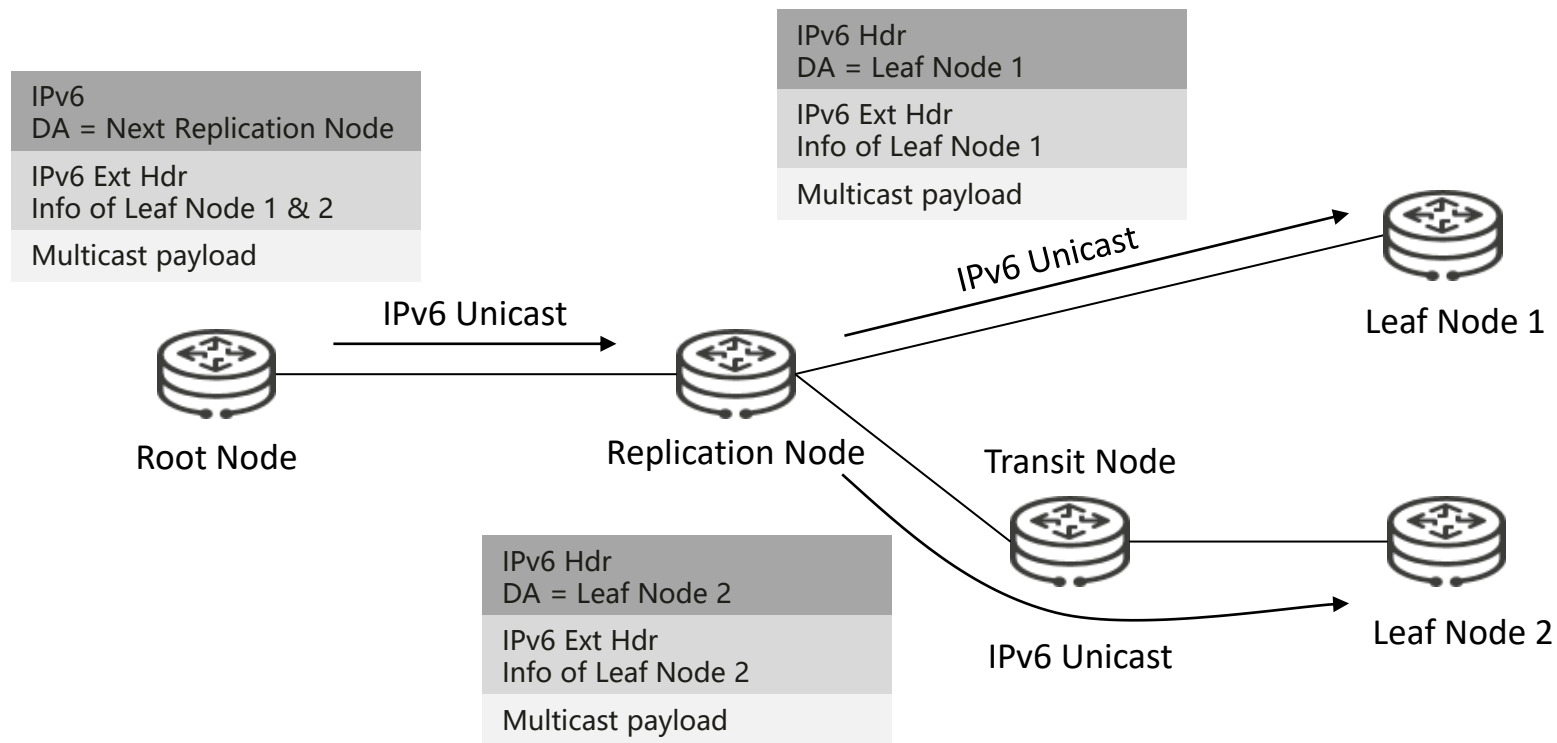 IPv6 Hdr
DA = Leaf Node 1
IPv6 Ext Hdr
Info of Leaf Node 1
Multicast payload
IPv6
DA = Next Replication Node
IPv6 Ext Hdr
Info of Leaf Node 1 & 2
Multicast payload
IPv6 Unicast
IPv6 Unicast
Leaf Node 1
Root Node
Replication Node
Transit Node
IPv6 Hdr
DA = Leaf Node 2
IPv6 Ext Hdr
Info of Leaf Node 2
Multicast payload
IPv6 Unicast
Leaf Node 2